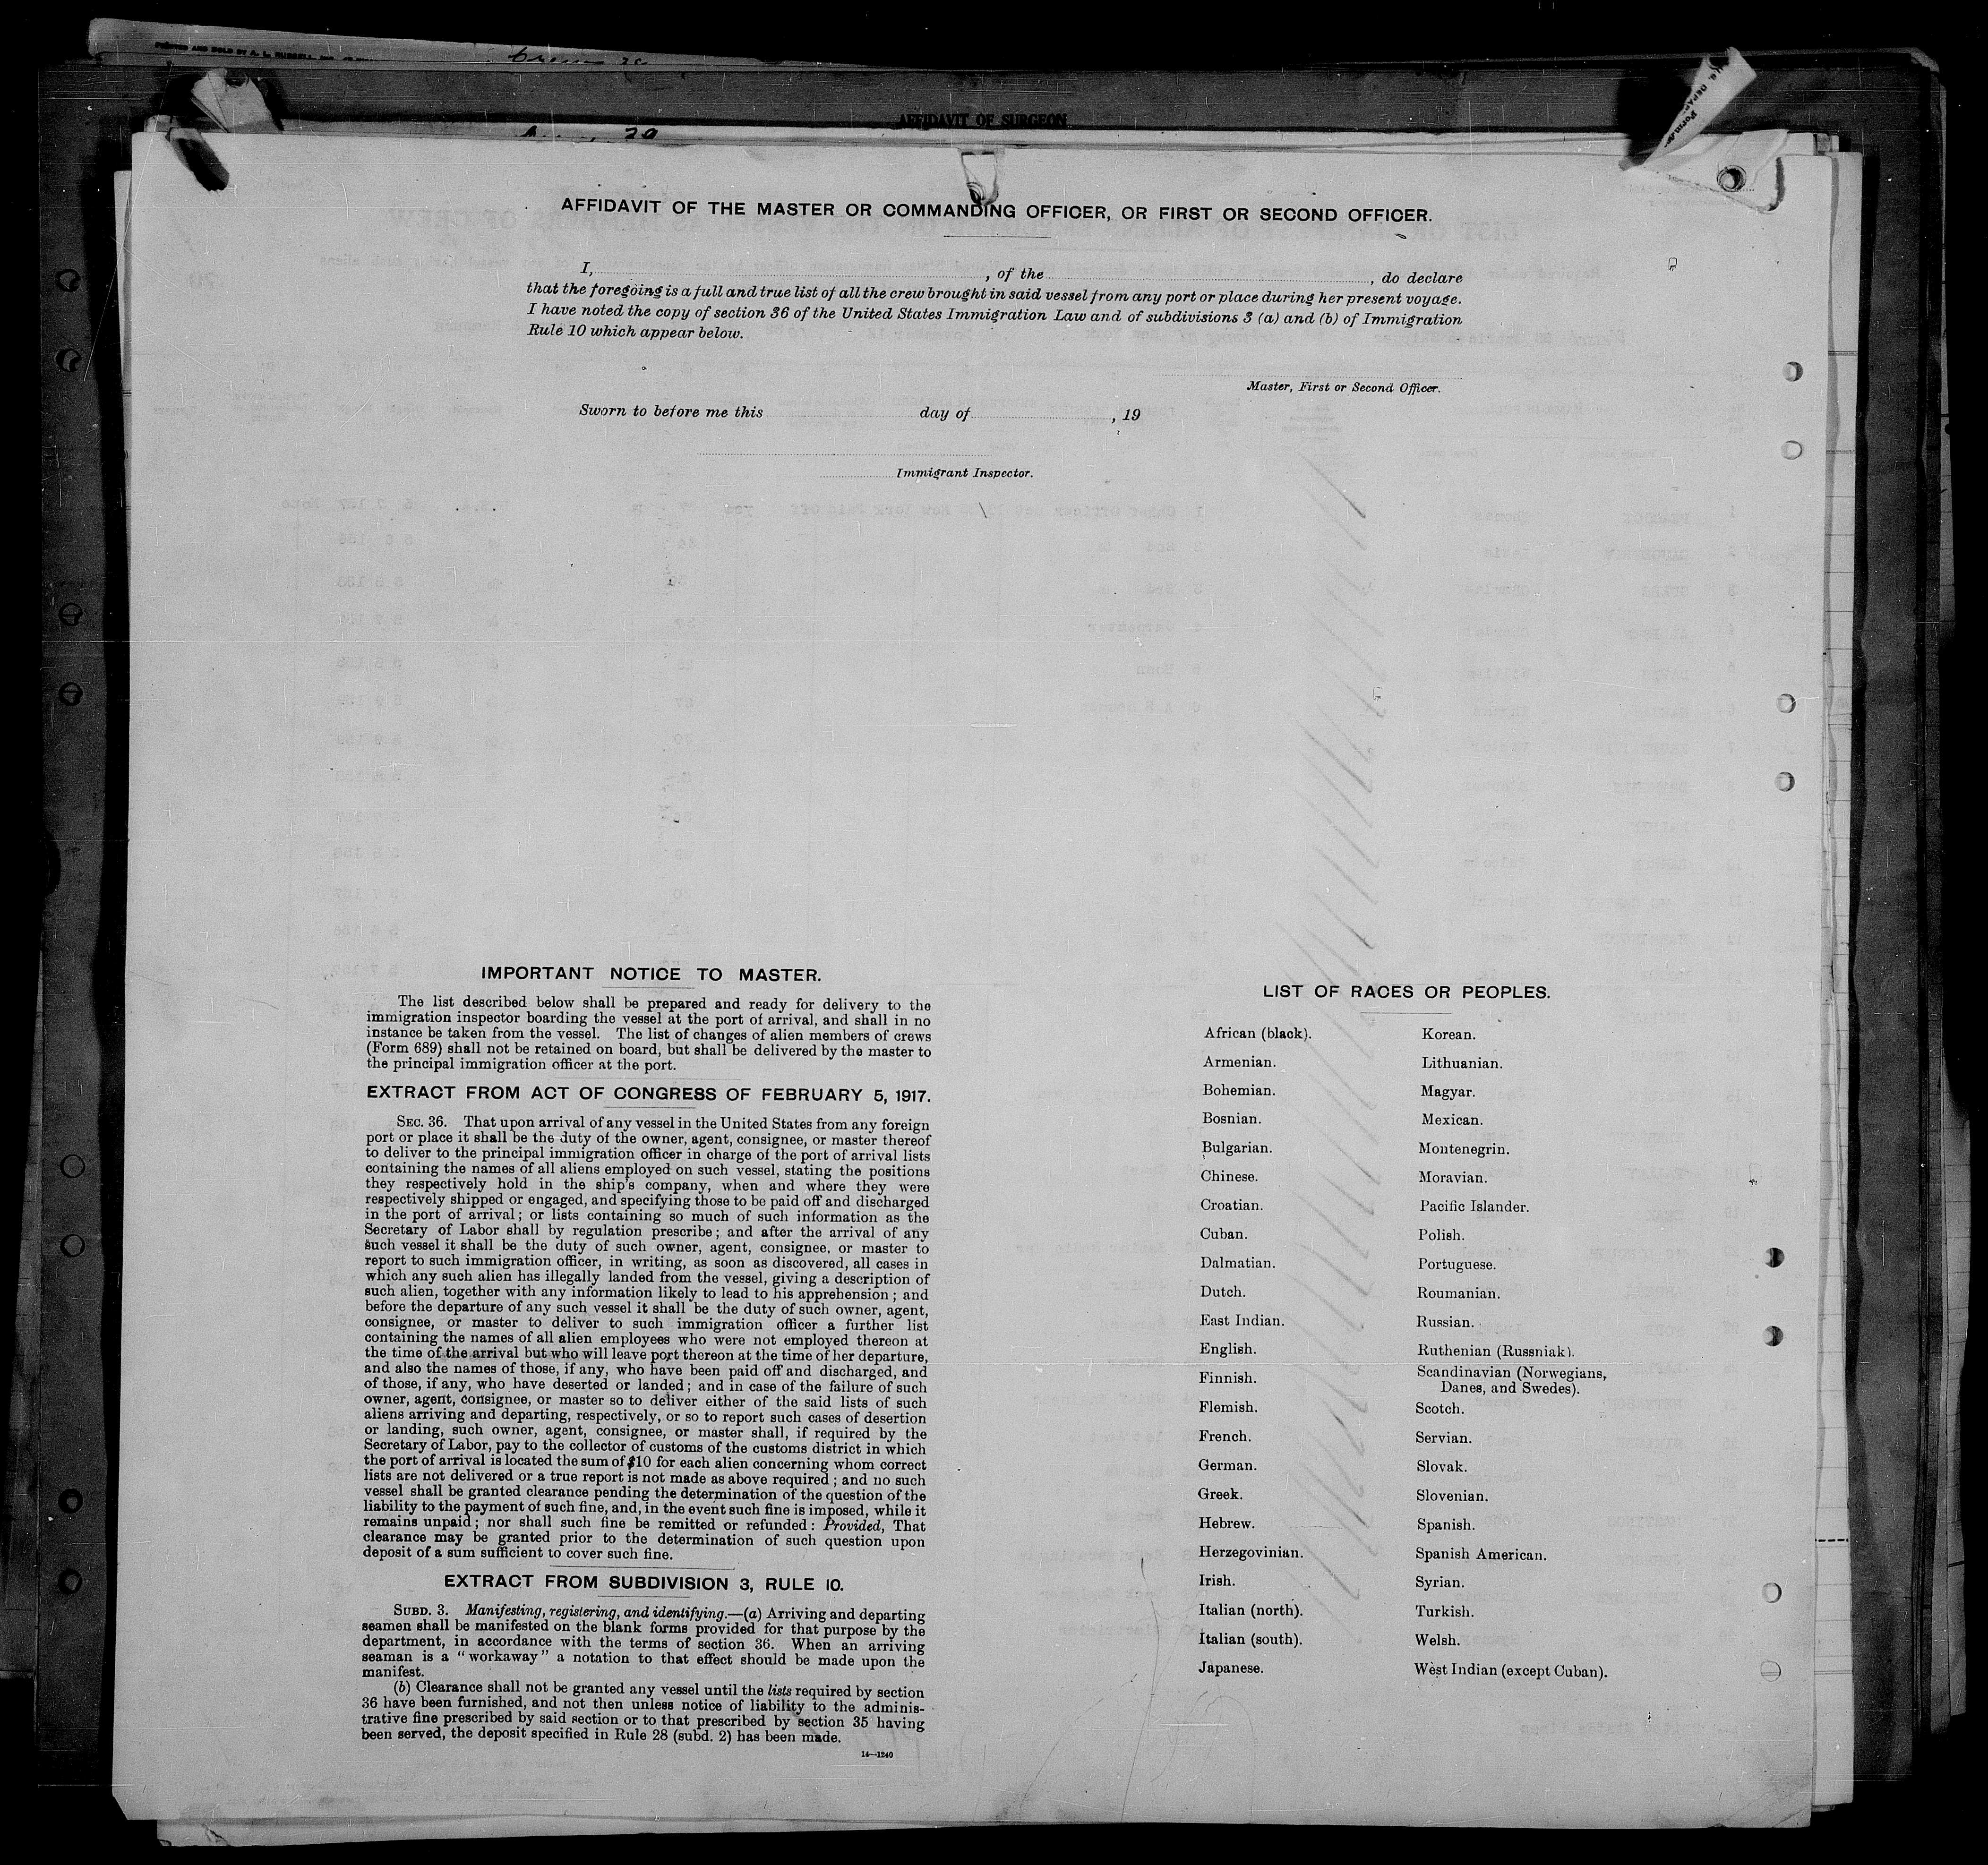 AFFIDAVIT OF SURGEON
AFFIDAVIT OF THE MASTER OR COMMANDING OFFICER, OR FIRST OR SECOND OFFICER.
I, , of the , do declare
that the foregoing is a full and true list of all the crew brought in said vessel from any port or place during her present voyage.
I have noted the copy of section 36 of the United States Immigration Law and of subdivisions 3 (a) and (b) of Immigration
Rule 10 which appear below.
Master, First or Second Officer.
Sworn to before me this day of , 19
Immigrant Inspector.
IMPORTANT NOTICE TO MASTER.
The list described below shall be prepared and ready for delivery to the
immigration inspector boarding the vessel at the port of arrival, and shall in no
instance be taken from the vessel. The list of changes of alien members of crews
(Form 689) shall not be retained on board, but shall be delivered by the master to
the principal immigration officer at the port.
EXTRACT FROM ACT OF CONGRESS OF FEBRUARY 5, 1917.
SEC. 36. That upon arrival of any vessel in the United States from any foreign
port or place it shall be the duty of the owner, agent, consignee, or master thereof
to deliver to the principal immigration officer in charge of the port of arrival lists
containing the names of all aliens employed on such vessel, stating the positions
they respectively hold in the ship's company, when and where they were
respectively shipped or engaged, and specifying those to be paid off and discharged
in the port of arrival; or lists containing so much of such information as the
Secretary of Labor shall by regulation prescribe; and after the arrival of any
such vessel it shall be the duty of such owner, agent, consignee, or master to
report to such immigration officer, in writing, as soon as discovered, all cases in
which any such alien has illegally landed from the vessel, giving a description of
such alien, together with any information likely to lead to his apprehension; and
before the departure of any such vessel it shall be the duty of such owner, agent,
consignee, or master to deliver to such immigration officer a further list
containing the names of all alien employees who were not employed thereon at
the time of the arrival but who will leave port thereon at the time of her departure,
and also the names of those, if any, who have been paid off and discharged, and
of those, if any, who have deserted or landed; and in case of the failure of such
owner, agent, consignee, or master so to deliver either of the said lists of such
aliens arriving and departing, respectively, or so to report such cases of desertion
or landing, such owner, agent, consignee, or master shall, if required by the
Secretary of Labor, pay to the collector of customs of the customs district in which
the port of arrival is located the sum of $10 for each alien concerning whom correct
lists are not delivered or a true report is not made as above required; and no such
vessel shall be granted clearance pending the determination of the question of the
liability to the payment of such fine, and, in the event such fine is imposed, while it
remains unpaid; nor shall such fine be remitted or refunded: Provided, That
clearance may be granted prior to the determination of such question upon
deposit of a sum sufficient to cover such fine.
EXTRACT FROM SUBDIVISION 3, RULE 10.
SUBD. 3. Manifesting, registering, and identifying.—(a) Arriving and departing
seamen shall be manifested on the blank forms provided for that purpose by the
department, in accordance with the terms of section 36. When an arriving
seaman is a "workaway" a notation to that effect should be made upon the
manifest.
(b) Clearance shall not be granted any vessel until the lists required by section
36 have been furnished, and not then unless notice of liability to the adminis-
trative fine prescribed by said section or to that prescribed by section 35 having
been served, the deposit specified in Rule 28 (subd. 2) has been made.
14—1240
LIST OF RACES OR PEOPLES.
African (black).
Armenian.
Bohemian.
Bosnian.
Bulgarian.
Chinese.
Croatian.
Cuban.
Dalmatian.
Dutch.
East Indian.
English.
Finnish.
Flemish.
French.
German.
Greek.
Hebrew.
Herzegovinian.
Irish.
Italian (north).
Italian (south).
Japanese.
Korean.
Lithuanian.
Magyar.
Mexican.
Montenegrin.
Moravian.
Pacific Islander.
Polish.
Portuguese.
Roumanian.
Russian.
Ruthenian (Russniak).
Scandinavian (Norwegians,
Danes, and Swedes).
Scotch.
Servian.
Slovak.
Slovenian.
Spanish.
Spanish American.
Syrian.
Turkish.
Welsh.
West Indian (except Cuban).